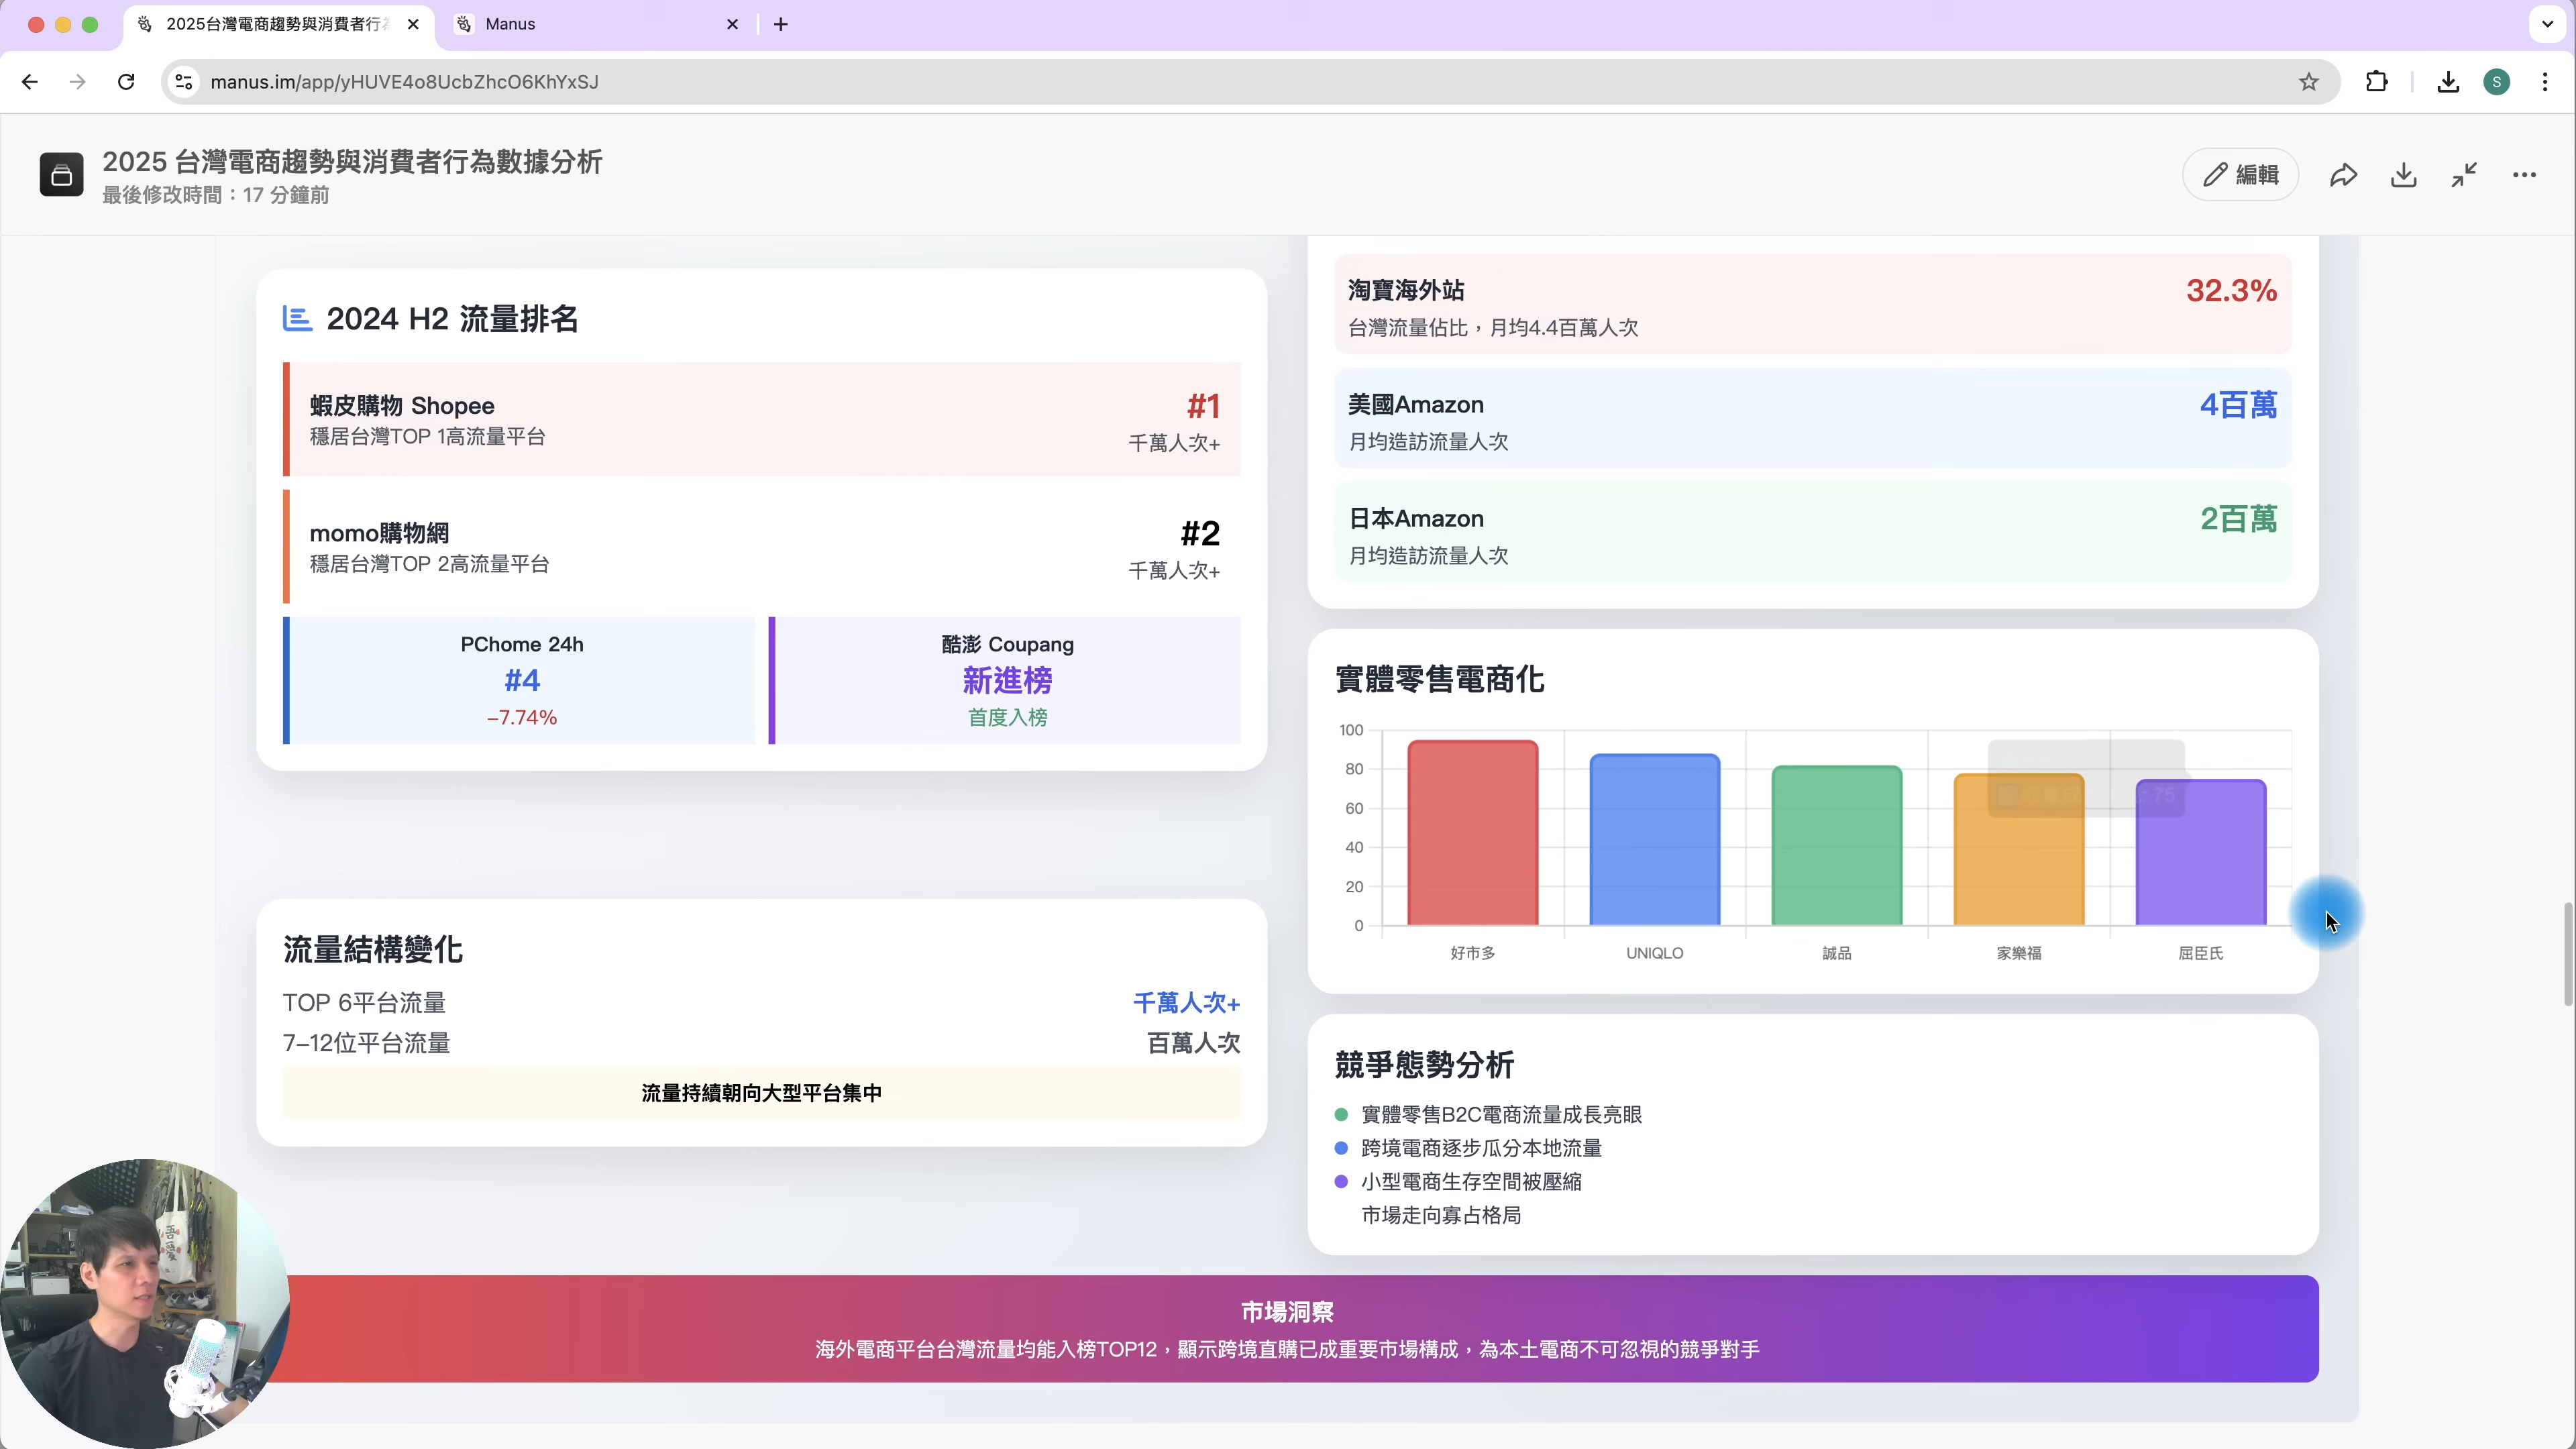 2025台灣電商趨勢與消費者行為
Manus
manus.im/app/yHUVE4o8UcbZhcO6KhYxSJ
S
2025 台灣電商趨勢與消費者行為數據分析
最後修改時間：17 分鐘前
編輯
2024 H2 流量排名
蝦皮購物 Shopee
穩居台灣TOP 1高流量平台
#1
千萬人次+
momo購物網
穩居台灣TOP 2高流量平台
#2
千萬人次+
PChome 24h
#4
-7.74%
酷澎 Coupang
新進榜
首度入榜
流量結構變化
TOP 6平台流量
千萬人次+
7–12位平台流量
百萬人次
流量持續朝向大型平台集中
淘寶海外站
32.3%
台灣流量佔比，月均4.4百萬人次
美國Amazon
4百萬
月均造訪流量人次
日本Amazon
2百萬
月均造訪流量人次
實體零售電商化
100
80
60
40
20
0
75
好市多
UNIQLO
誠品
家樂福
屈臣氏
競爭態勢分析
實體零售B2C電商流量成長亮眼
跨境電商逐步瓜分本地流量
小型電商生存空間被壓縮
市場走向寡占格局
市場洞察
海外電商平台台灣流量均能入榜TOP12，顯示跨境直購已成重要市場構成，為本土電商不可忽視的競爭對手